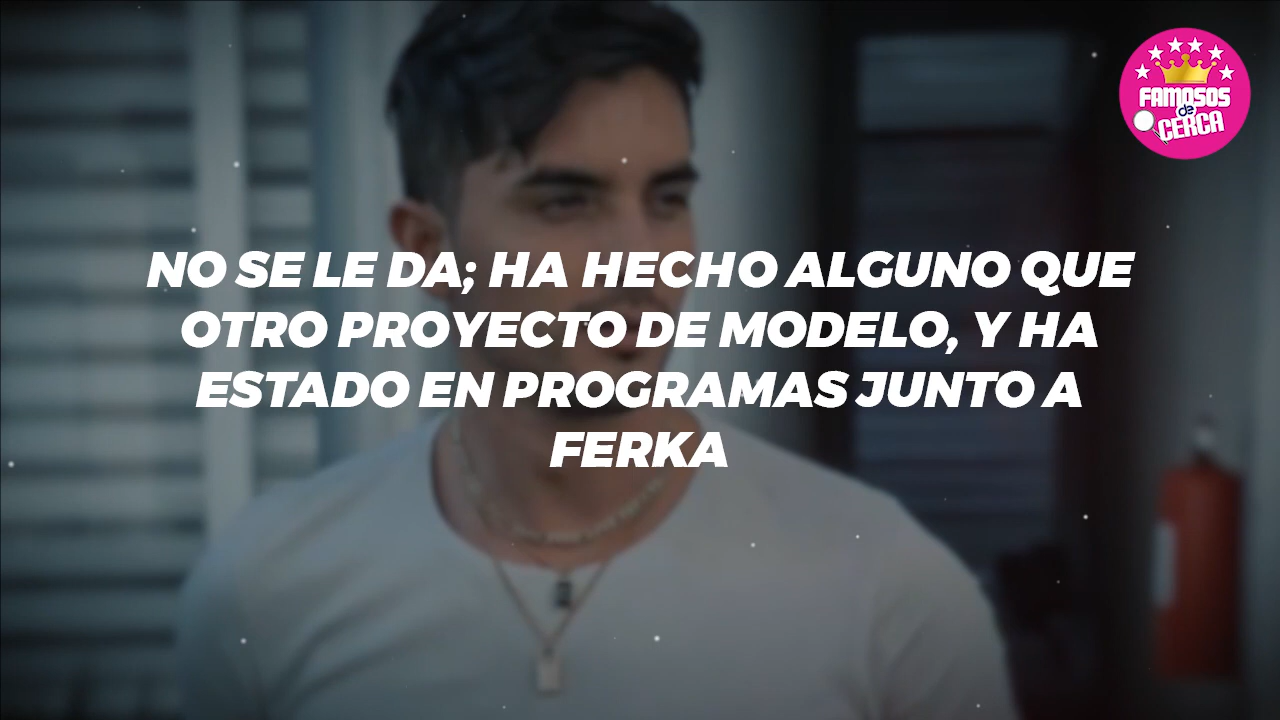 FAMOSOS
de
CERCA
NO SE LE DA; HA HECHO ALGUNO QUE
OTRO PROYECTO DE MODELO, Y HA
ESTADO EN PROGRAMAS JUNTO A
FERKA